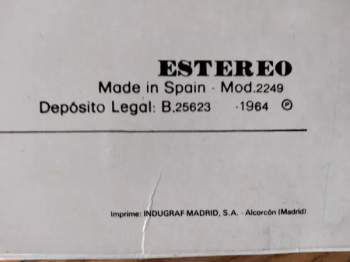 ESTEREO
Made in Spain · Mod.2249
Depósito Legal: B.25623 ·1964 ℗
Imprime: INDUGRAF MADRID, S.A. · Alcorcón (Madrid)